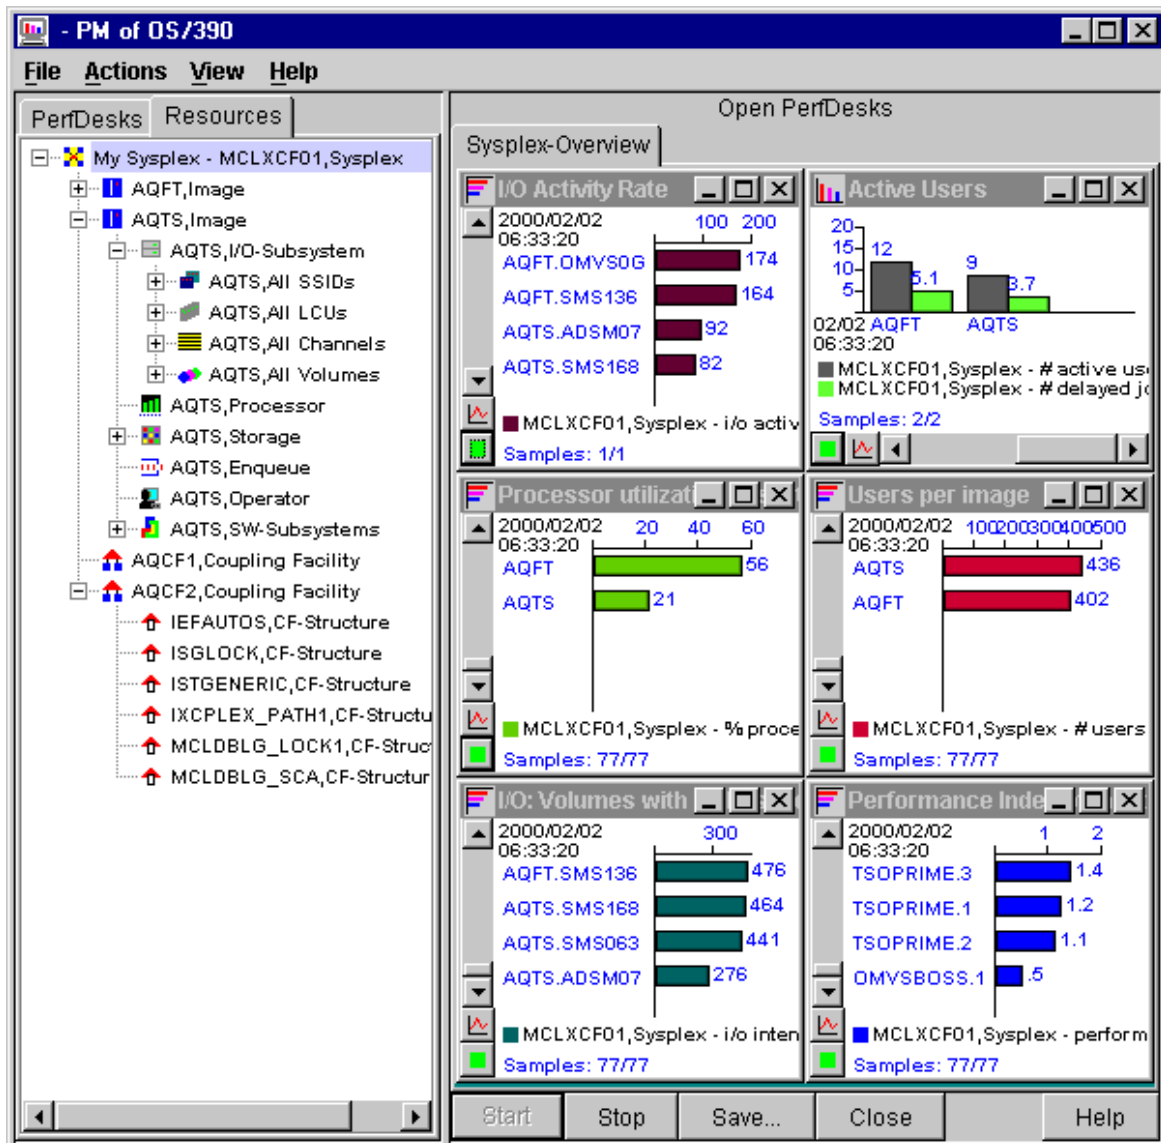 - PM of OS/390
File Actions View Help
PerfDesks Resources
My Sysplex - MCLXCF01,Sysplex
AQFT,Image
AQTS,Image
AQTS,I/O-Subsystem
AQTS,All SSIDs
AQTS,All LCUs
AQTS,All Channels
AQTS,All Volumes
AQTS,Processor
AQTS,Storage
AQTS,Enqueue
AQTS,Operator
AQTS,SW-Subsystems
AQCF1,Coupling Facility
AQCF2,Coupling Facility
IEFAUTOS,CF-Structure
ISGLOCK,CF-Structure
ISTGENERIC,CF-Structure
IXCPLEX_PATH1,CF-Structu
MCLDBLG_LOCK1,CF-Struc
MCLDBLG_SCA,CF-Structur
Open PerfDesks
Sysplex-Overview
I/O Activity Rate
2000/02/02 100 200
06:33:20
AQFT.OMVS0G 174
AQFT.SMS136 164
AQTS.ADSM07 92
AQTS.SMS168 82
MCLXCF01,Sysplex - i/o activ
Samples: 1/1
Active Users
20
15
10
5
12 5.1 9 3.7
02/02 AQFT AQTS
06:33:20
MCLXCF01,Sysplex - # active us
MCLXCF01,Sysplex - # delayed jo
Samples: 2/2
Processor utilizat
2000/02/02 20 40 60
06:33:20
AQFT 56
AQTS 21
MCLXCF01,Sysplex - % proce
Samples: 77/77
Users per image
2000/02/02 100 200 300 400 500
06:33:20
AQTS 436
AQFT 402
MCLXCF01,Sysplex - # users
Samples: 77/77
I/O: Volumes with
2000/02/02 300
06:33:20
AQFT.SMS136 476
AQTS.SMS168 464
AQTS.SMS063 441
AQTS.ADSM07 276
MCLXCF01,Sysplex - i/o inten
Samples: 77/77
Performance Inde
2000/02/02 1 2
06:33:20
TSOPRIME.3 1.4
TSOPRIME.1 1.2
TSOPRIME.2 1.1
OMVSBOSS.1 .5
MCLXCF01,Sysplex - perform
Samples: 77/77
Start Stop Save... Close Help